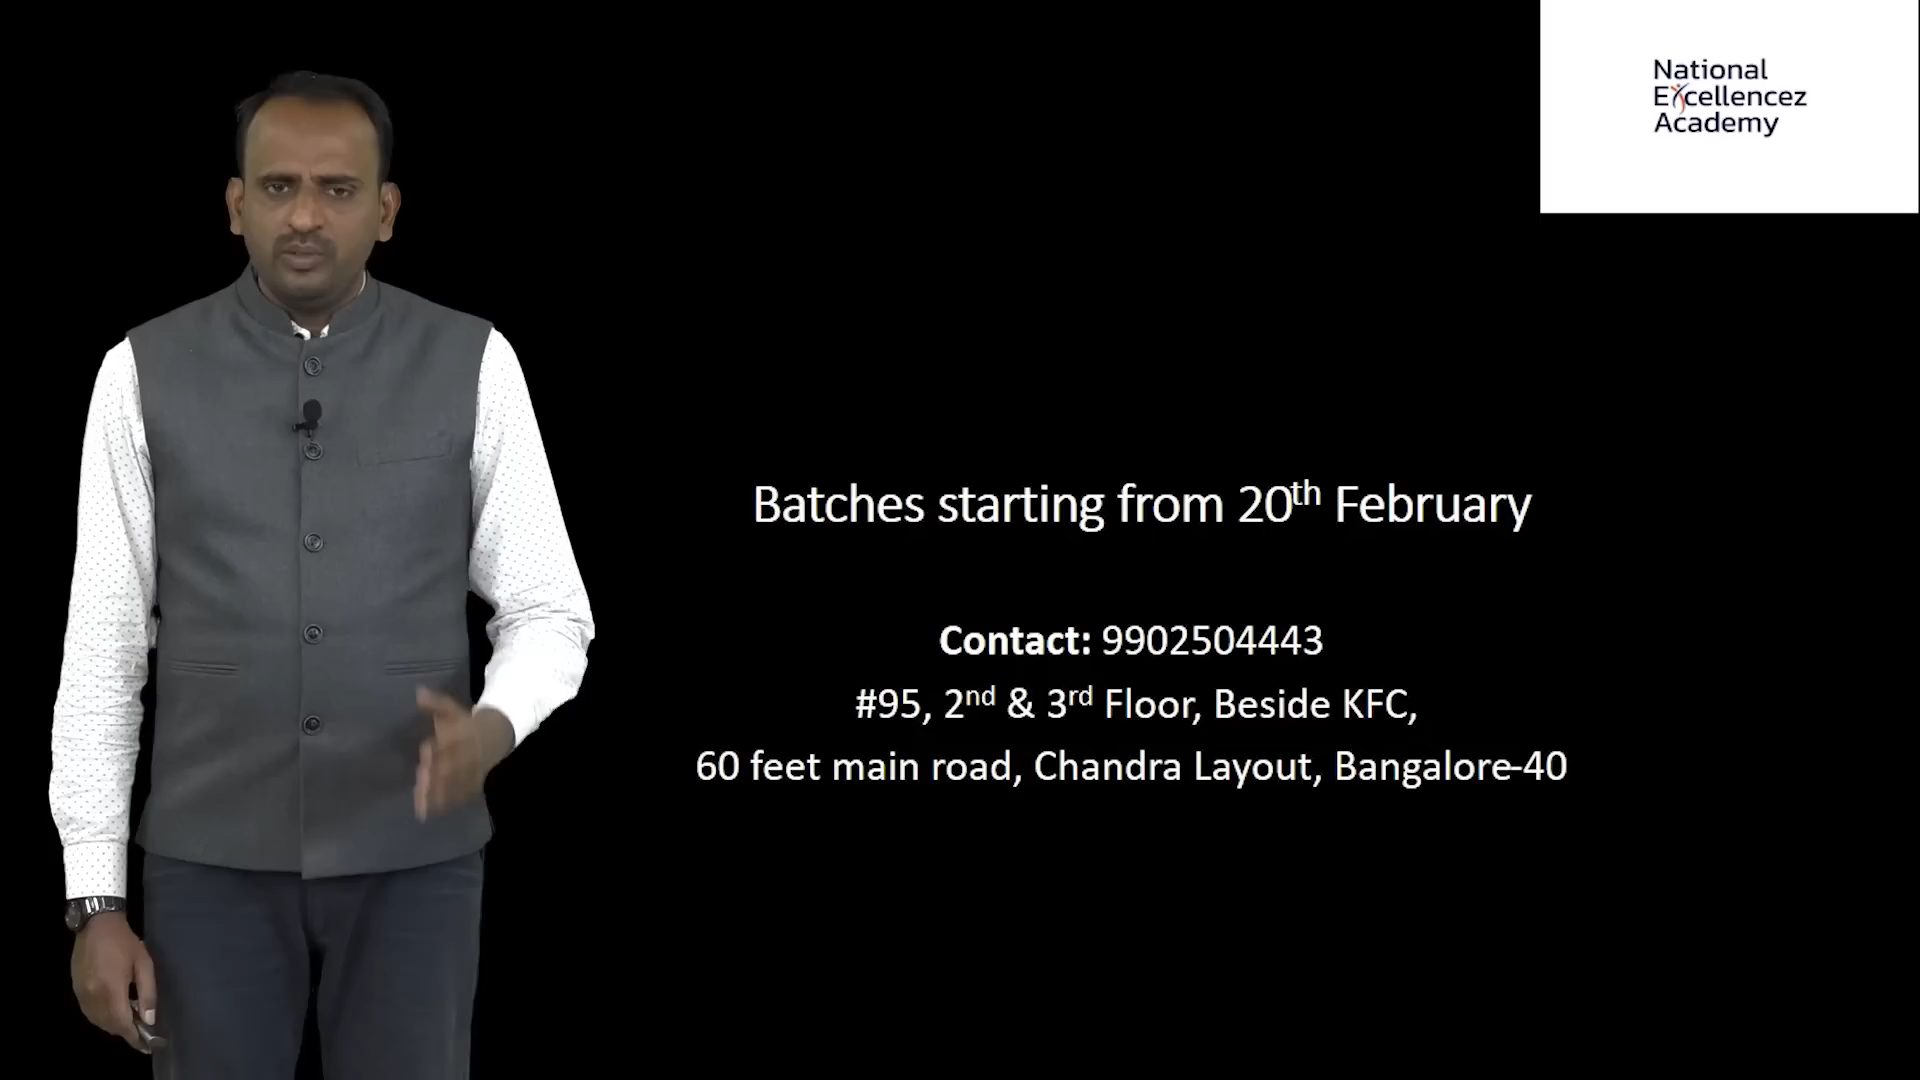 National
Excellencez
Academy
Batches starting from 20th February
Contact: 9902504443
#95, 2nd & 3rd Floor, Beside KFC,
60 feet main road, Chandra Layout, Bangalore-40